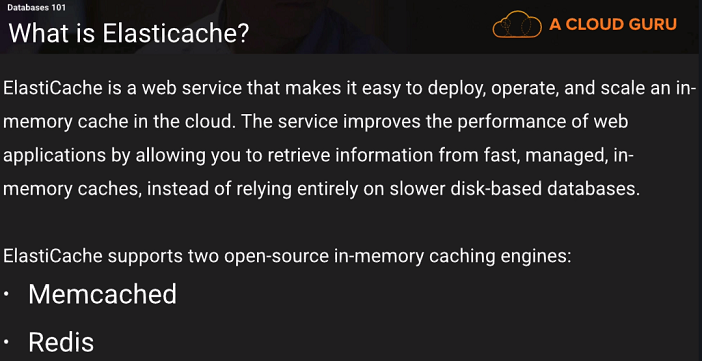 Databases 101
What is Elasticache?
A CLOUD GURU
ElastiCache is a web service that makes it easy to deploy, operate, and scale an in-
memory cache in the cloud. The service improves the performance of web
applications by allowing you to retrieve information from fast, managed, in-
memory caches, instead of relying entirely on slower disk-based databases.
ElastiCache supports two open-source in-memory caching engines:
• Memcached
• Redis